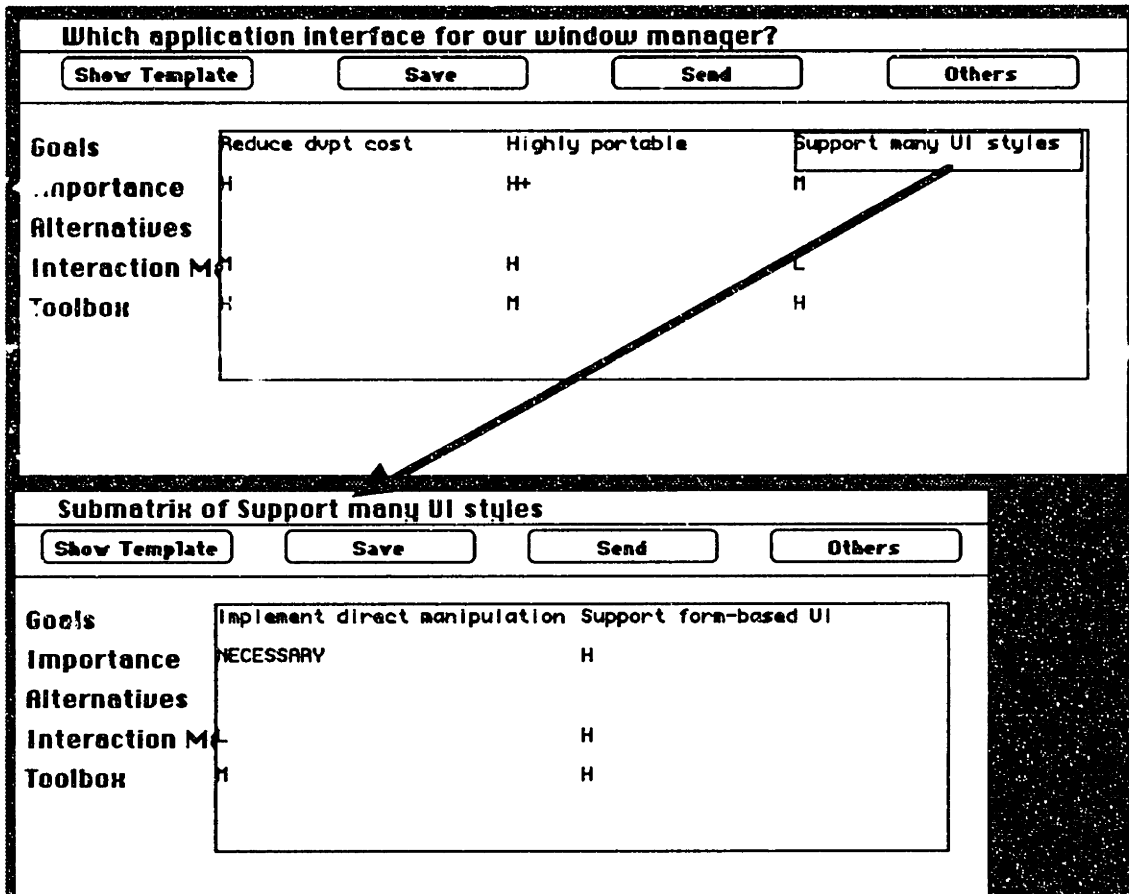 Which application interface for our window manager?
Show Template Save Send Others
Goals Reduce dvpt cost Highly portable Support many UI styles
H H+ M
Alternatives
Interaction M H L
Toolbox H M H
Submatrix of Support many UI styles
Show Template Save Send Others
Goals Implement direct manipulation Support form-based UI
Importance NECESSARY H
Alternatives
Interaction L H
Toolbox M H